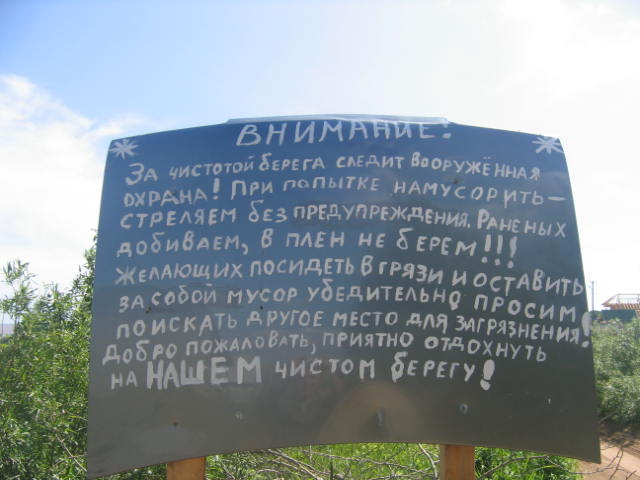 ВНИМАНИЕ!
ЗА ЧИСТОТОЙ БЕРЕГА СЛЕДИТ ВООРУЖЁННАЯ
ОХРАНА! ПРИ ПОПЫТКЕ НАМУСОРИТЬ –
СТРЕЛЯЕМ БЕЗ ПРЕДУПРЕЖДЕНИЯ. РАНЕНЫХ
ДОБИВАЕМ, В ПЛЕН НЕ БЕРЕМ!!!
ЖЕЛАЮЩИХ ПОСИДЕТЬ В ГРЯЗИ И ОСТАВИТЬ
ЗА СОБОЙ МУСОР УБЕДИТЕЛЬНО ПРОСИМ
ПОИСКАТЬ ДРУГОЕ МЕСТО ДЛЯ ЗАГРЯЗНЕНИЯ!
ДОБРО ПОЖАЛОВАТЬ, ПРИЯТНО ОТДОХНУТЬ
НА НАШЕМ ЧИСТОМ БЕРЕГУ!